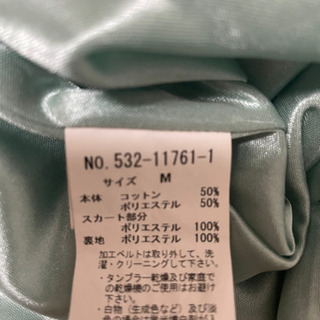 NO.532-11761-1
サイズ M
本体 コットン 50%
ポリエステル 50%
スカート部分
ポリエステル 100%
裏地 ポリエステル 100%
加工ベルトは取り外して、洗
濯・クリーニングして下さい。
・タンブラー乾燥及び家庭で
の乾燥機のご使用はお避け
下さい。
・白物（生成色など）及び淡